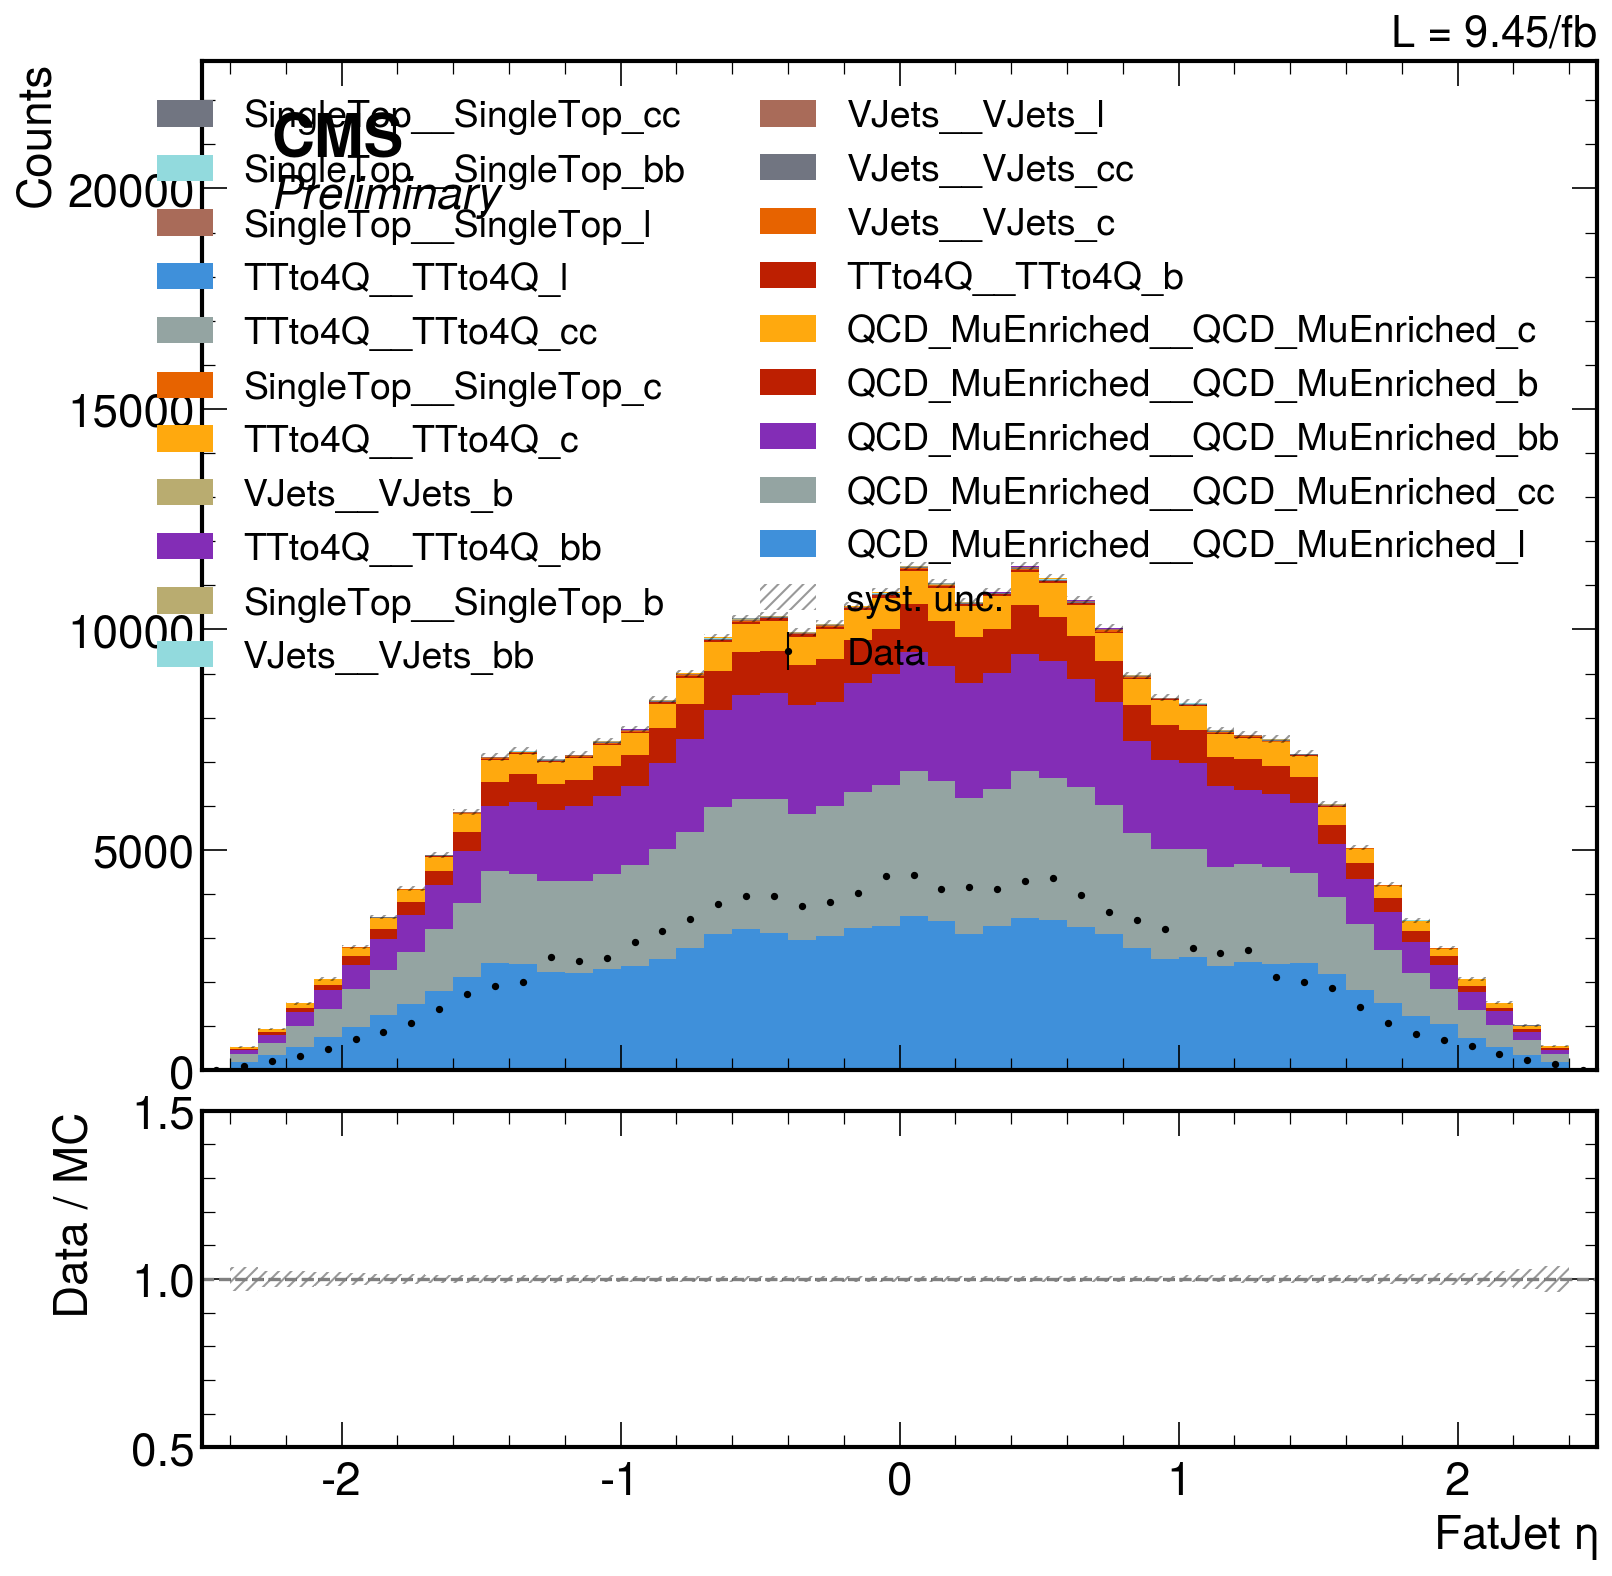 L = 9.45/fb
Counts
CMS
Preliminary
SingleTop__SingleTop_cc
SingleTop__SingleTop_bb
SingleTop__SingleTop_l
TTto4Q__TTto4Q_l
TTto4Q__TTto4Q_cc
SingleTop__SingleTop_c
TTto4Q__TTto4Q_c
VJets__VJets_b
TTto4Q__TTto4Q_bb
SingleTop__SingleTop_b
VJets__VJets_bb
VJets__VJets_l
VJets__VJets_cc
VJets__VJets_c
TTto4Q__TTto4Q_b
QCD_MuEnriched__QCD_MuEnriched_c
QCD_MuEnriched__QCD_MuEnriched_b
QCD_MuEnriched__QCD_MuEnriched_bb
QCD_MuEnriched__QCD_MuEnriched_cc
QCD_MuEnriched__QCD_MuEnriched_l
syst. unc.
Data
20000
15000
10000
5000
0
Data / MC
1.5
1.0
0.5
-2 -1 0 1 2
FatJet η